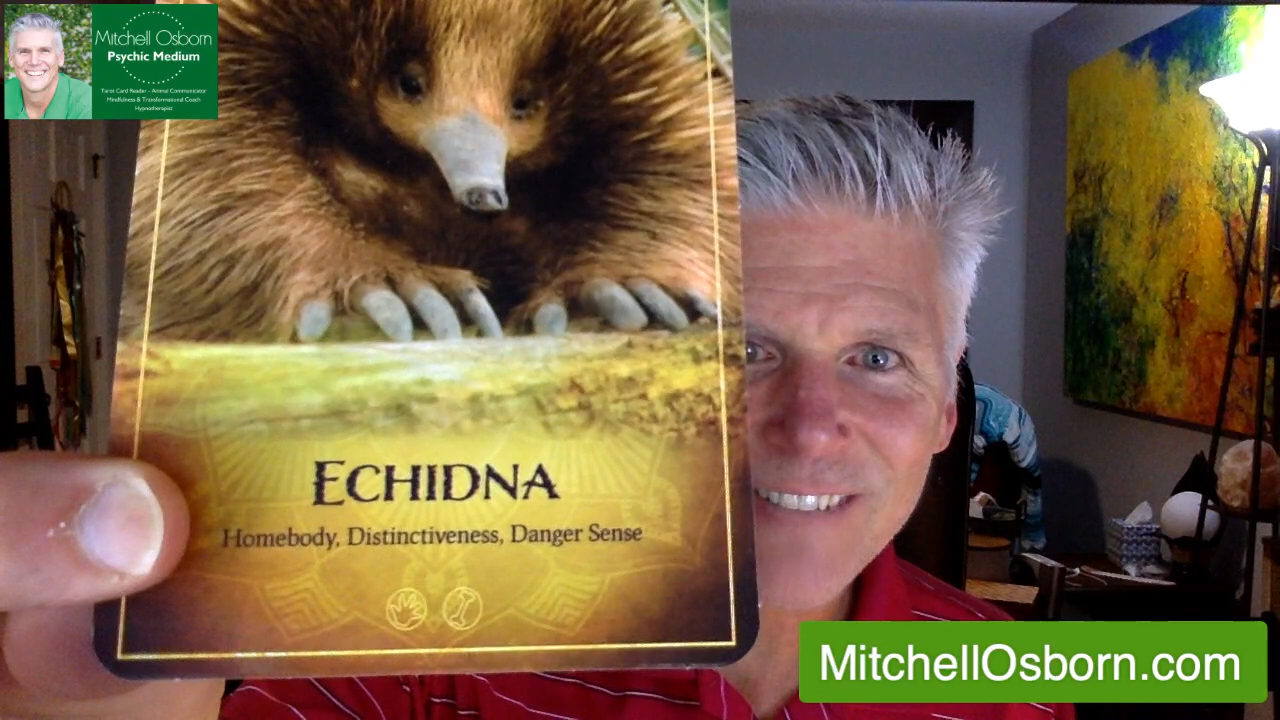 Mitchell Osborn
Psychic Medium
Tarot Card Reader - Animal Communicator
Mindfulness & Transformational Coach
Hypnotherapist
ECHIDNA
Homebody, Distinctiveness, Danger Sense
MitchellOsborn.com